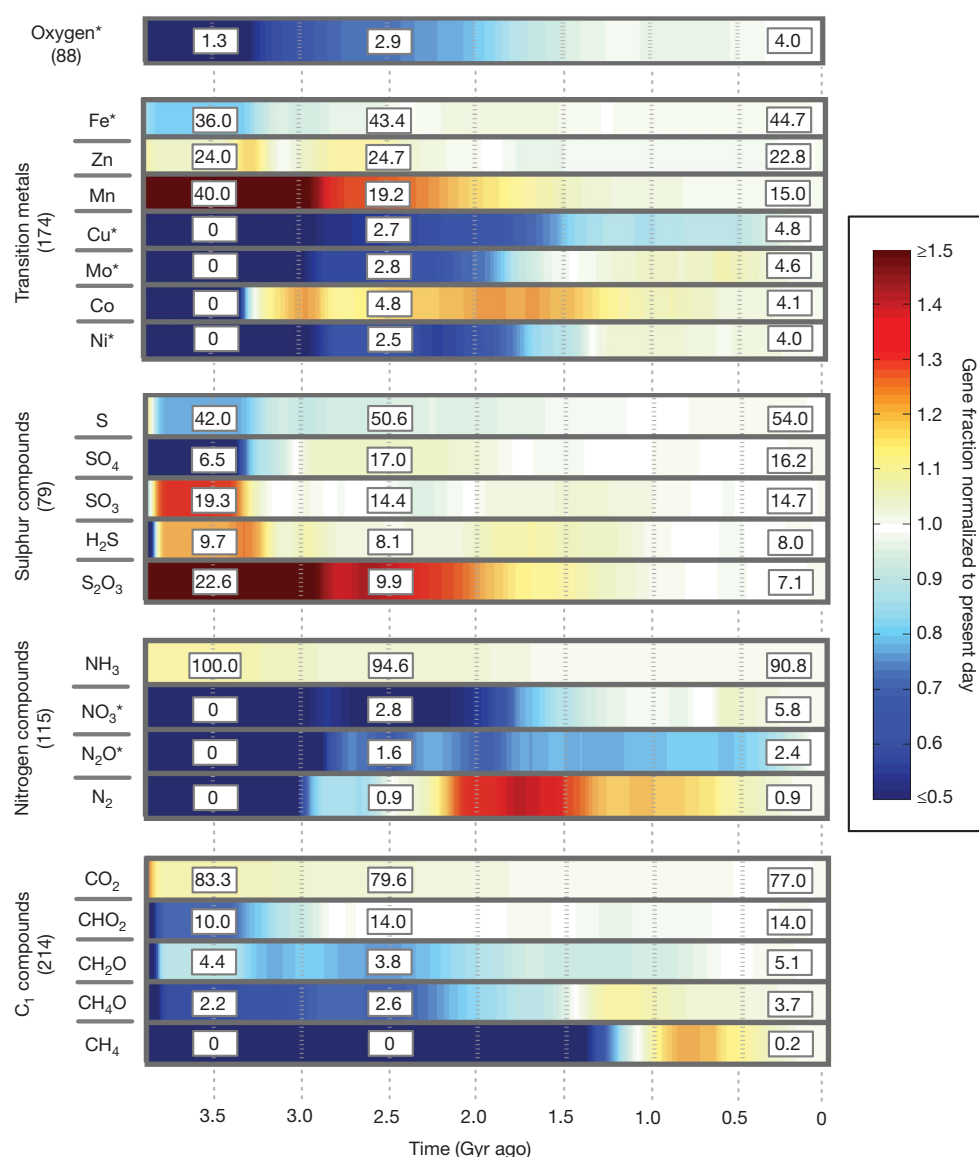 Oxygen*
(88)
1.3 2.9 4.0
Transition metals
(174)
Fe* 36.0 43.4 44.7
Zn 24.0 24.7 22.8
Mn 40.0 19.2 15.0
Cu* 0 2.7 4.8
Mo* 0 2.8 4.6
Co 0 4.8 4.1
Ni* 0 2.5 4.0
Sulphur compounds
(79)
S 42.0 50.6 54.0
SO₄ 6.5 17.0 16.2
SO₃ 19.3 14.4 14.7
H₂S 9.7 8.1 8.0
S₂O₃ 22.6 9.9 7.1
Nitrogen compounds
(115)
NH₃ 100.0 94.6 90.8
NO₃* 0 2.8 5.8
N₂O* 0 1.6 2.4
N₂ 0 0.9 0.9
C₁ compounds
(214)
CO₂ 83.3 79.6 77.0
CHO₂ 10.0 14.0 14.0
CH₂O 4.4 3.8 5.1
CH₄O 2.2 2.6 3.7
CH₄ 0 0 0.2
3.5 3.0 2.5 2.0 1.5 1.0 0.5 0
Time (Gyr ago)
≥1.5
1.4
1.3
1.2
1.1
1.0
0.9
0.8
0.7
0.6
≤0.5
Gene fraction normalized to present day